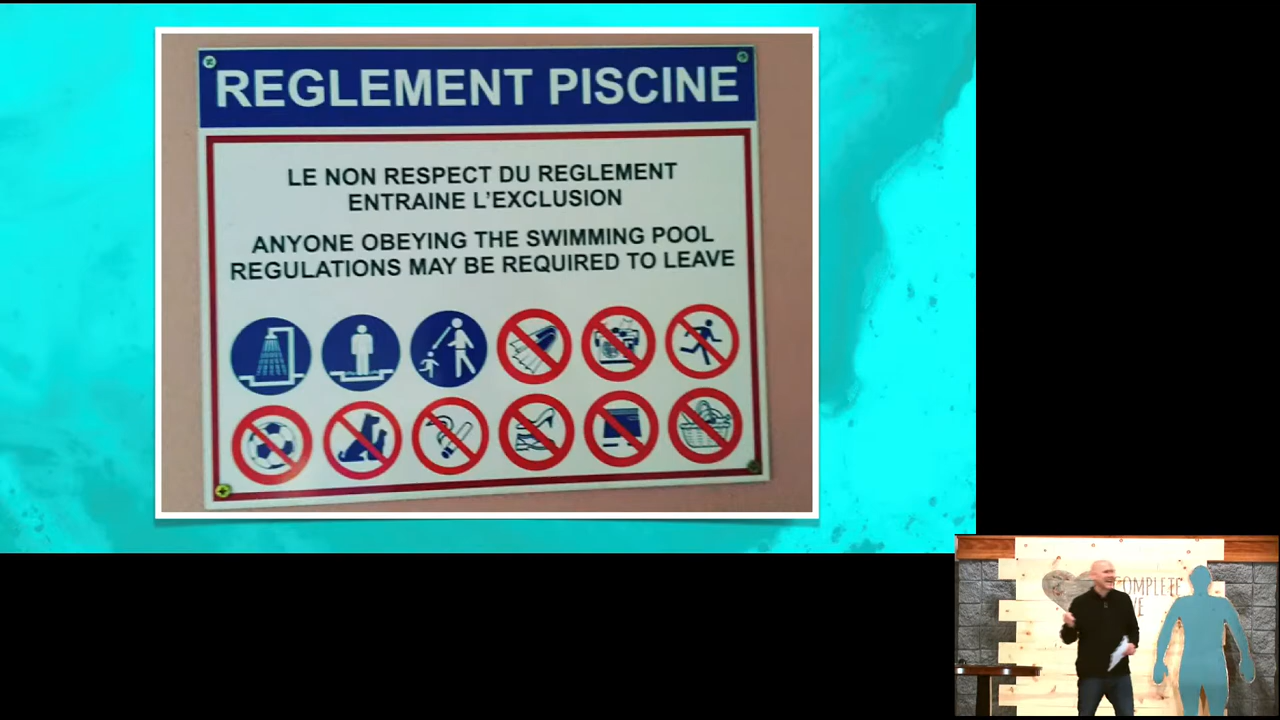 REGLEMENT PISCINE
LE NON RESPECT DU REGLEMENT
ENTRAINE L'EXCLUSION
ANYONE OBEYING THE SWIMMING POOL
REGULATIONS MAY BE REQUIRED TO LEAVE
COMPLETE